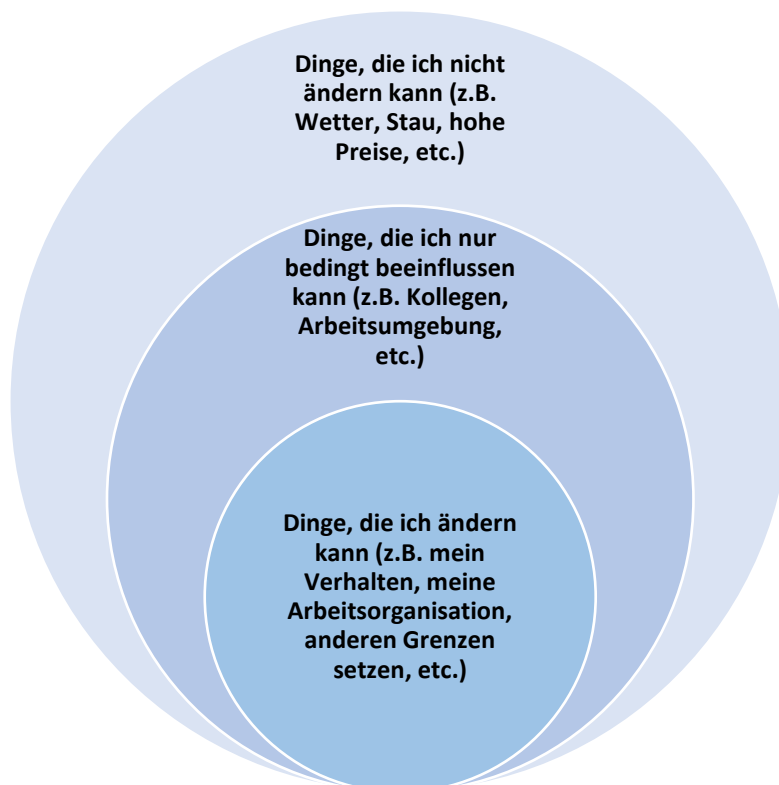 Dinge, die ich nicht
ändern kann (z.B.
Wetter, Stau, hohe
Preise, etc.)
Dinge, die ich nur
bedingt beeinflussen
kann (z.B. Kollegen,
Arbeitsumgebung,
etc.)
Dinge, die ich ändern
kann (z.B. mein
Verhalten, meine
Arbeitsorganisation,
anderen Grenzen
setzen, etc.)